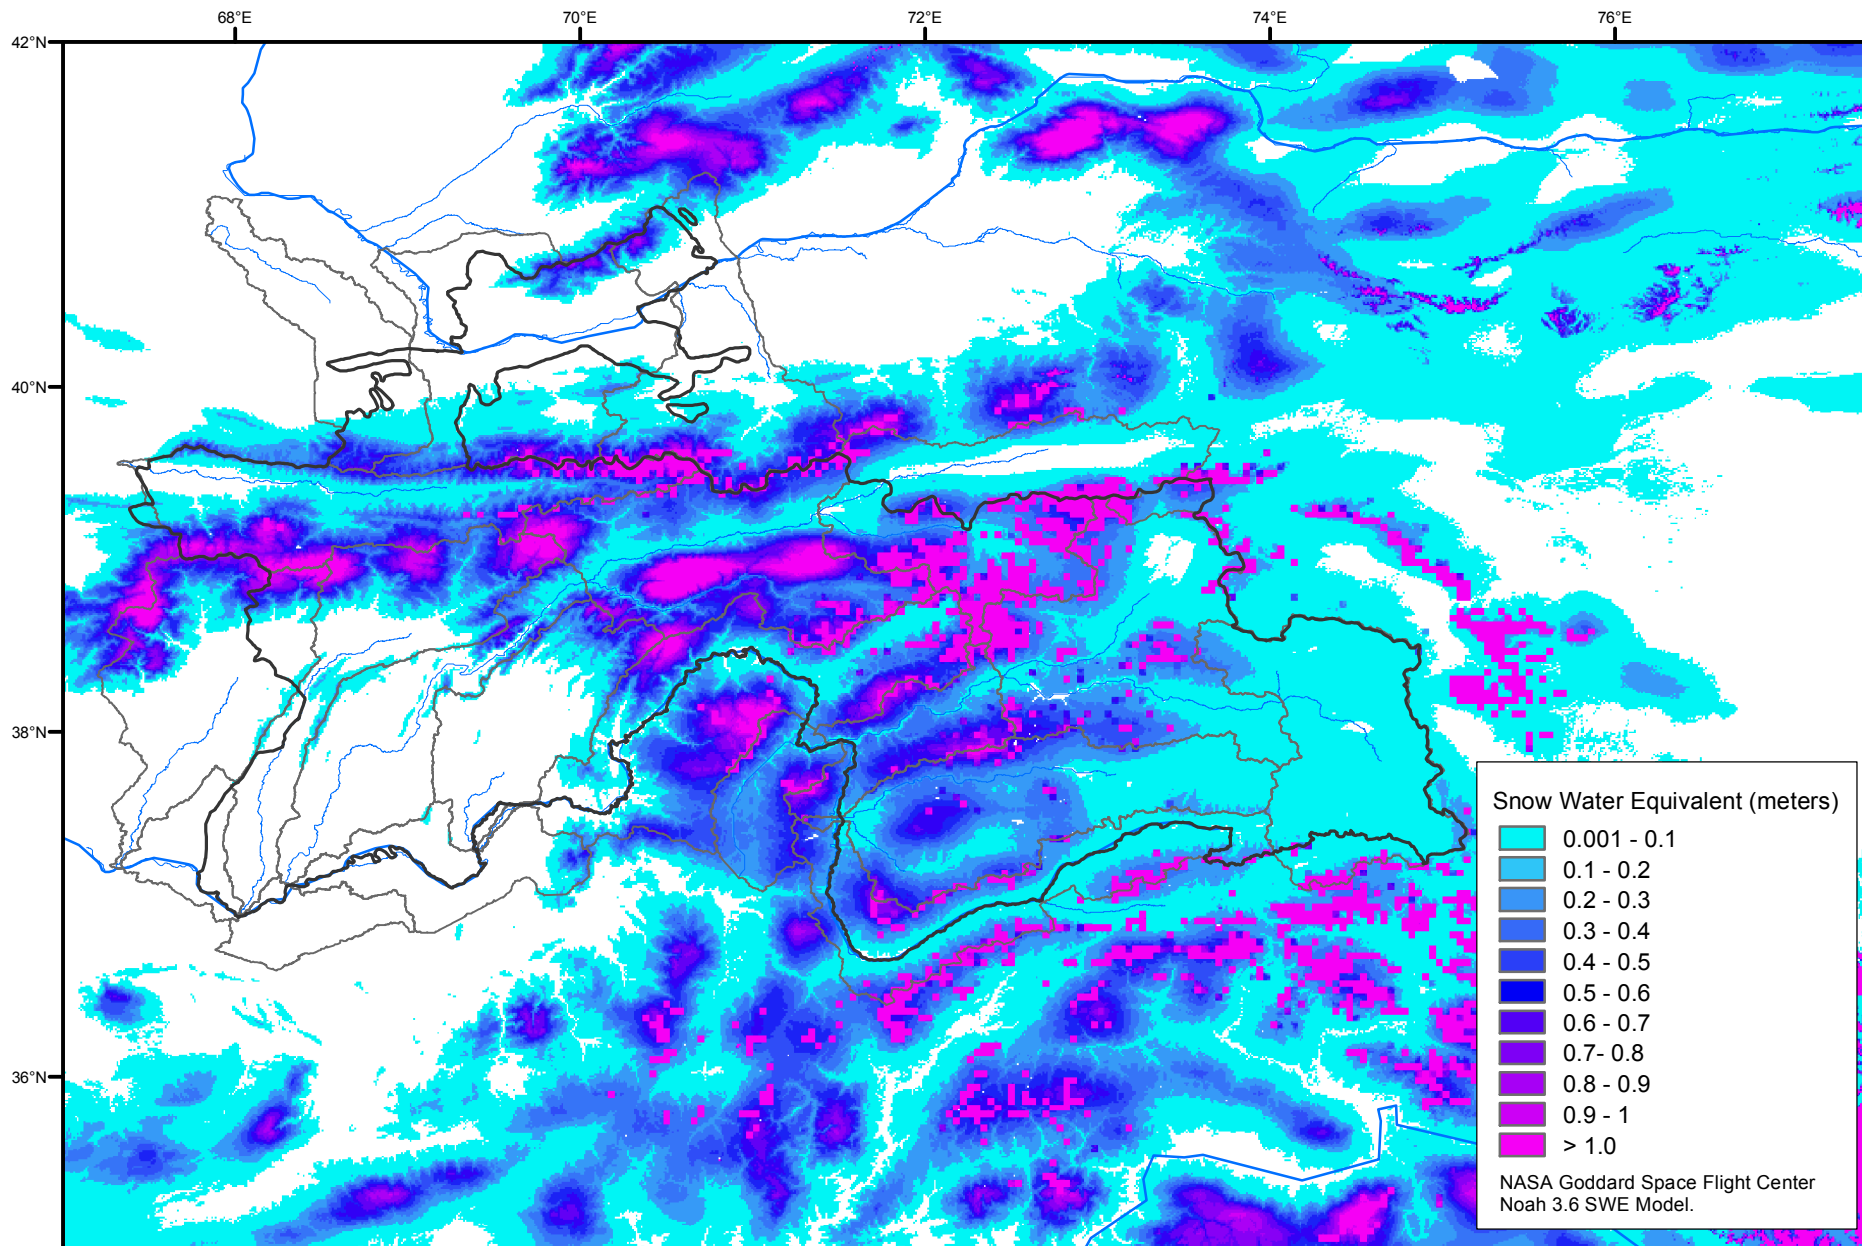 68°E 70°E 72°E 74°E 76°E
42°N
40°N
38°N
36°N
Snow Water Equivalent (meters)
0.001 - 0.1
0.1 - 0.2
0.2 - 0.3
0.3 - 0.4
0.4 - 0.5
0.5 - 0.6
0.6 - 0.7
0.7- 0.8
0.8 - 0.9
0.9 - 1
> 1.0
NASA Goddard Space Flight Center
Noah 3.6 SWE Model.